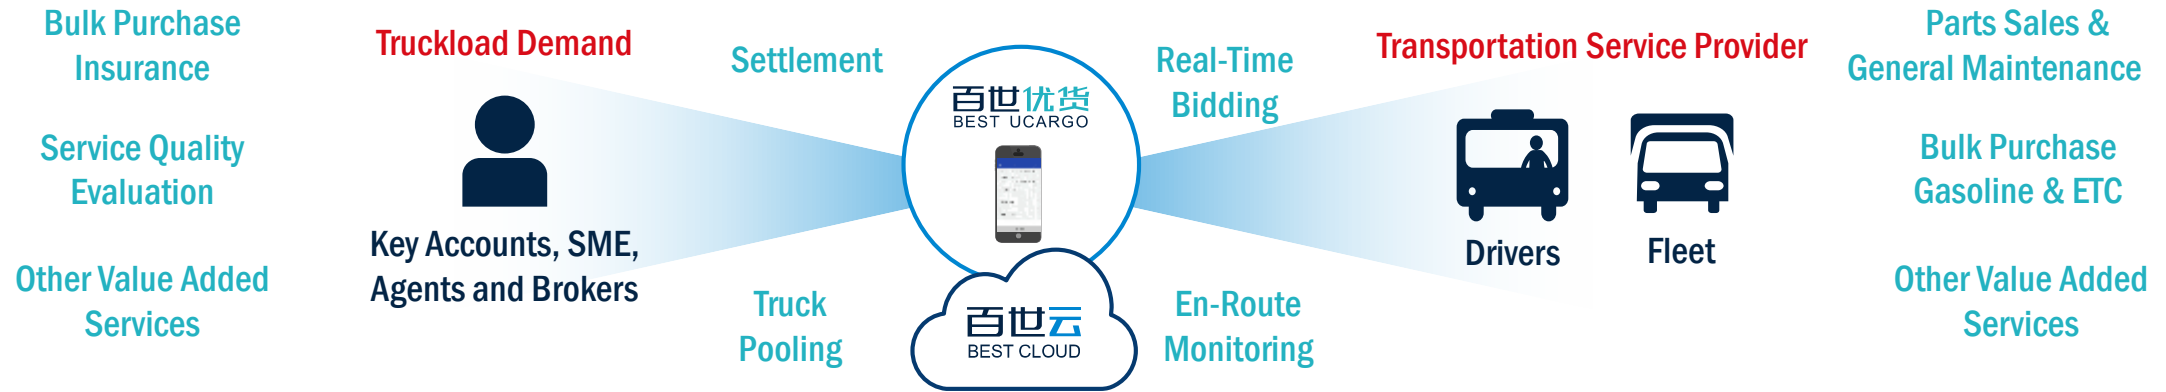 Bulk Purchase
Insurance
Service Quality
Evaluation
Other Value Added
Services
Truckload Demand
Key Accounts, SME,
Agents and Brokers
Settlement
Truck
Pooling
百世优货
BEST UCARGO
百世云
BEST CLOUD
Real-Time
Bidding
En-Route
Monitoring
Transportation Service Provider
Drivers
Fleet
Parts Sales &
General Maintenance
Bulk Purchase
Gasoline & ETC
Other Value Added
Services